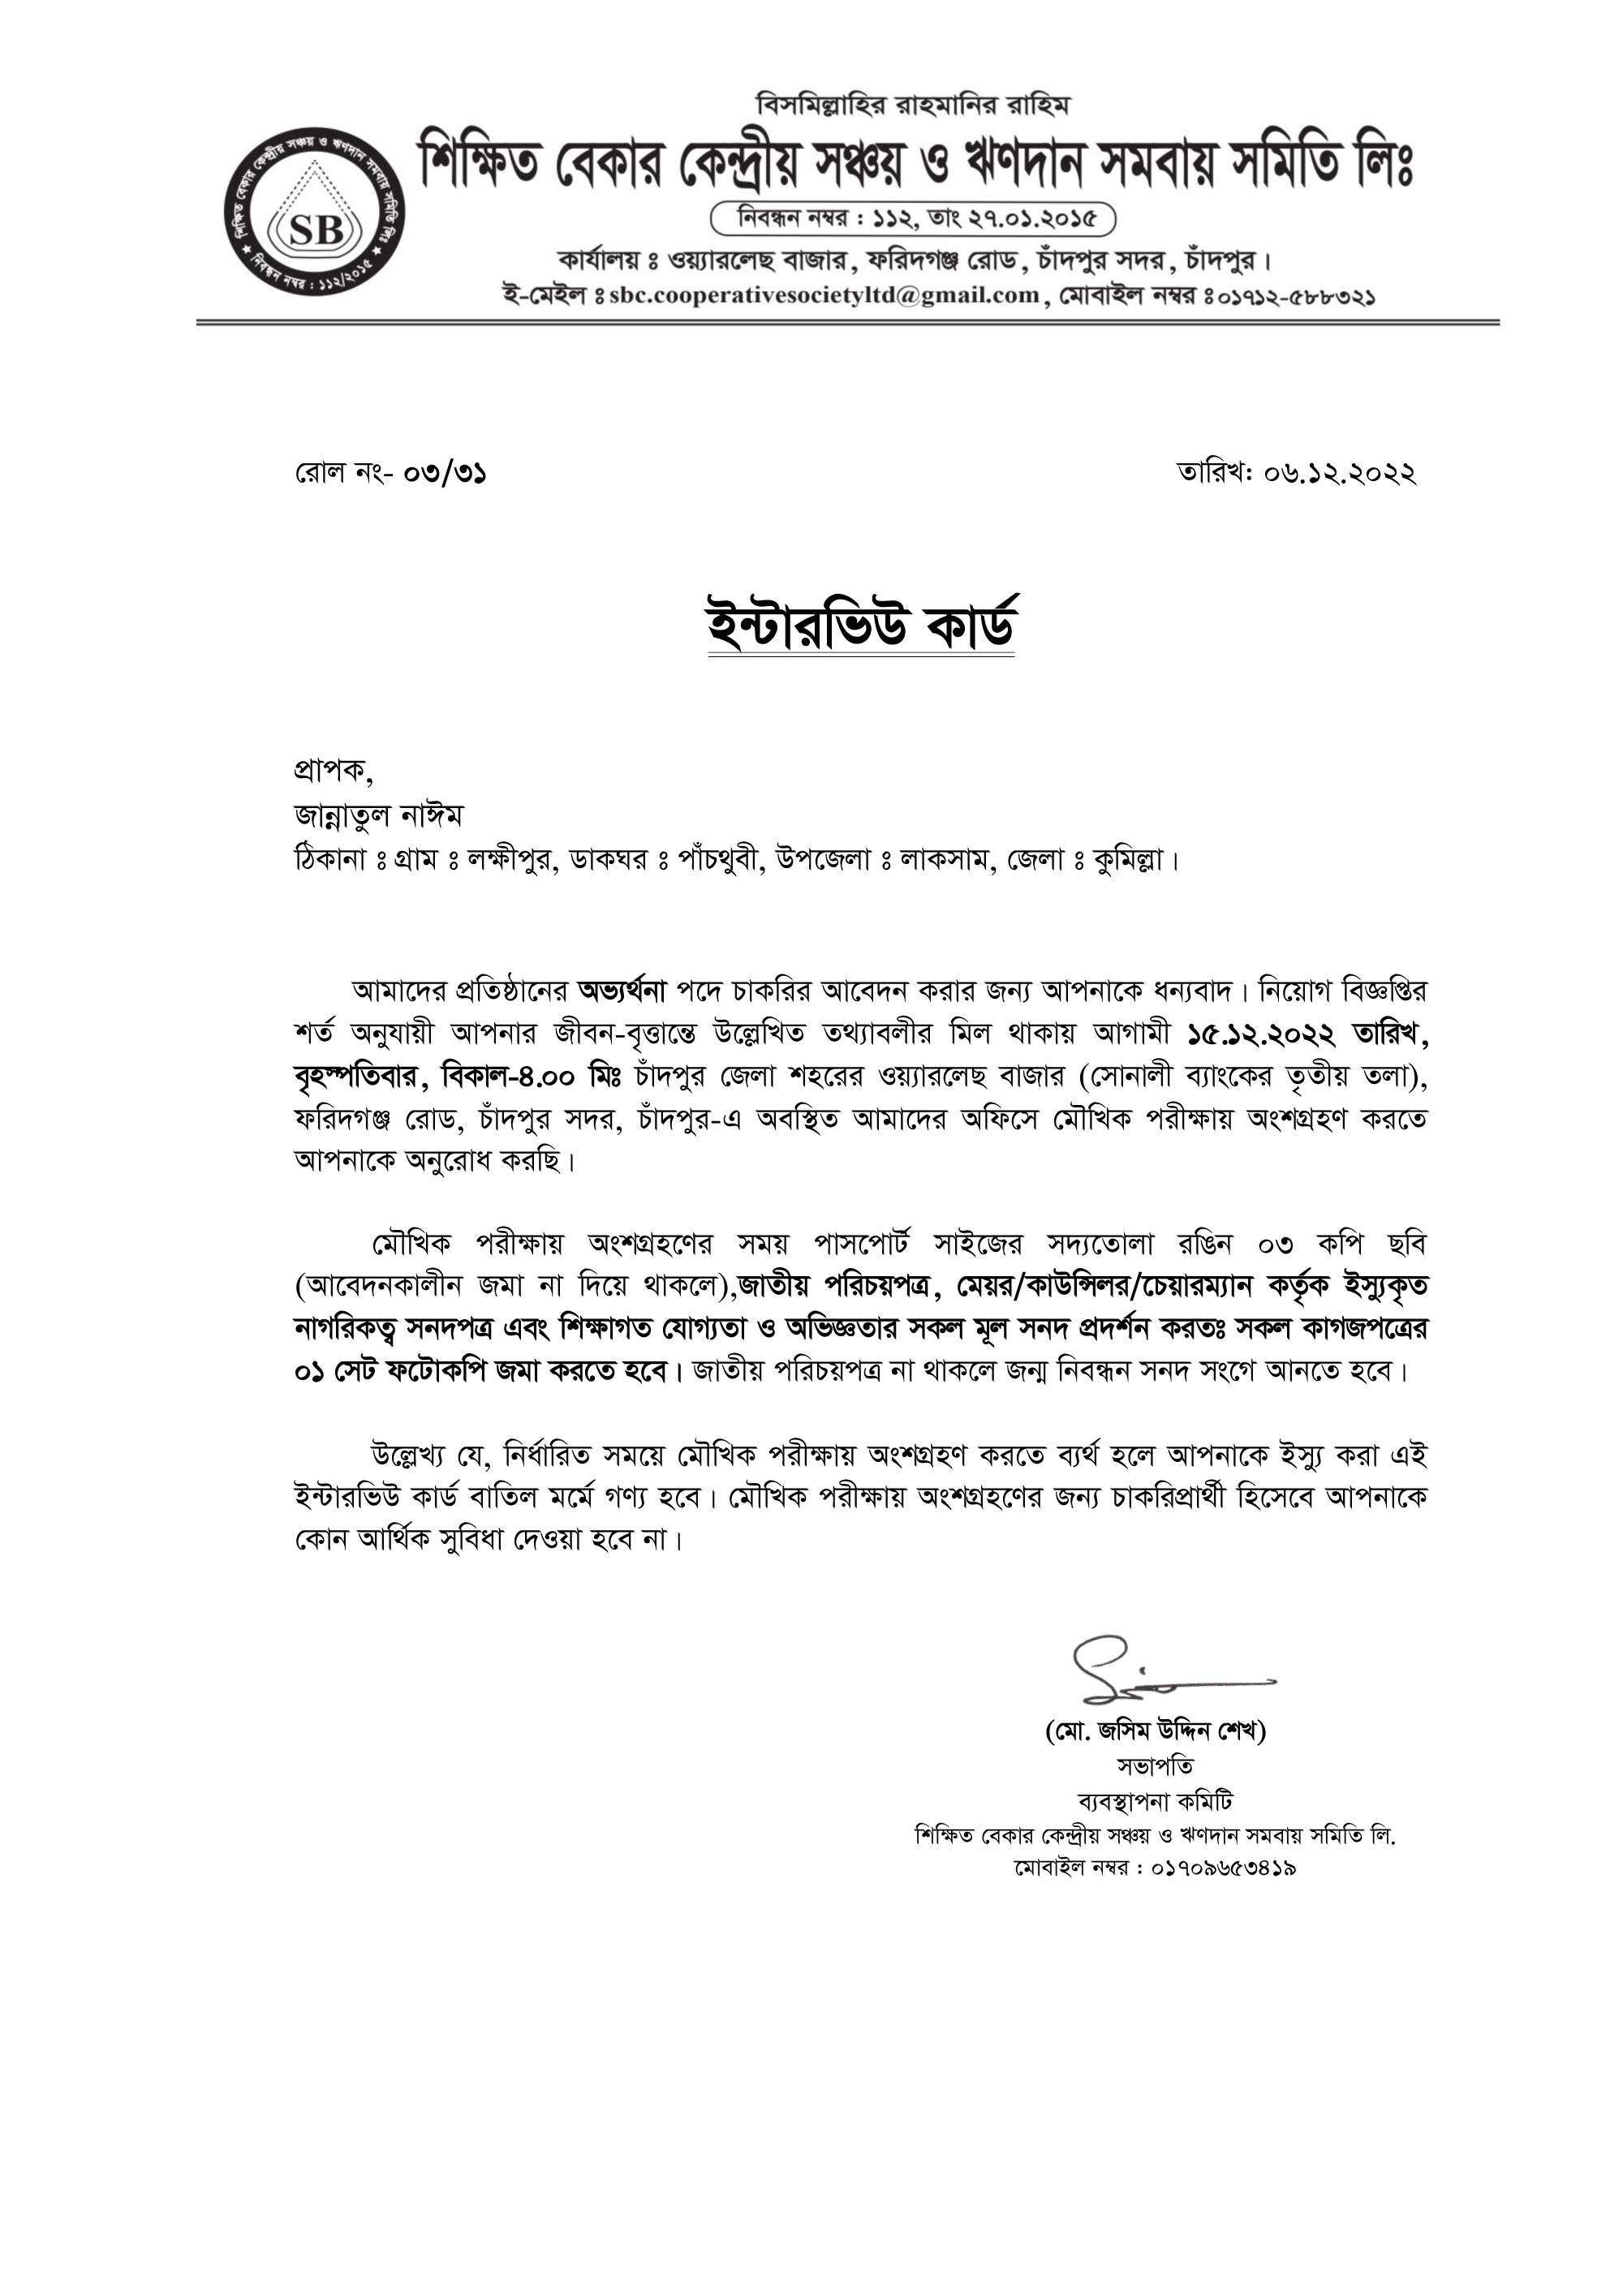 বিসমিল্লাহির রাহমানির রাহিম
শিক্ষিত বেকার কেন্দ্রীয় সঞ্চয় ও ঋণদান সমবায় সমিতি লিঃ
শিক্ষিত বেকার কেন্দ্রীয় সঞ্চয় ও ঋণদান সমবায় সমিতি লিঃ
SB
★ নিবন্ধন নম্বর : ১১২/২০১৫ ★
নিবন্ধন নম্বর : ১১২, তাং ২৭.০১.২০১৫
কার্যালয় ঃ ওয়্যারলেছ বাজার, ফরিদগঞ্জ রোড, চাঁদপুর সদর, চাঁদপুর।
ই-মেইল ঃ sbc.cooperativesocietyltd@gmail.com, মোবাইল নম্বর ঃ ০১৭১২-৫৮৮৩২১
রোল নং- ০৩/৩১ তারিখ: ০৬.১২.২০২২
ইন্টারভিউ কার্ড
প্রাপক,
জান্নাতুল নাঈম
ঠিকানা ঃ গ্রাম ঃ লক্ষীপুর, ডাকঘর ঃ পাঁচথুবী, উপজেলা ঃ লাকসাম, জেলা ঃ কুমিল্লা।
আমাদের প্রতিষ্ঠানের অভ্যর্থনা পদে চাকরির আবেদন করার জন্য আপনাকে ধন্যবাদ। নিয়োগ বিজ্ঞপ্তির
শর্ত অনুযায়ী আপনার জীবন-বৃত্তান্তে উল্লেখিত তথ্যাবলীর মিল থাকায় আগামী ১৫.১২.২০২২ তারিখ,
বৃহস্পতিবার, বিকাল-৪.০০ মিঃ চাঁদপুর জেলা শহরের ওয়্যারলেছ বাজার (সোনালী ব্যাংকের তৃতীয় তলা),
ফরিদগঞ্জ রোড, চাঁদপুর সদর, চাঁদপুর-এ অবস্থিত আমাদের অফিসে মৌখিক পরীক্ষায় অংশগ্রহণ করতে
আপনাকে অনুরোধ করছি।
মৌখিক পরীক্ষায় অংশগ্রহণের সময় পাসপোর্ট সাইজের সদ্যতোলা রঙিন ০৩ কপি ছবি
(আবেদনকালীন জমা না দিয়ে থাকলে),জাতীয় পরিচয়পত্র, মেয়র/কাউন্সিলর/চেয়ারম্যান কর্তৃক ইস্যুকৃত
নাগরিকত্ব সনদপত্র এবং শিক্ষাগত যোগ্যতা ও অভিজ্ঞতার সকল মূল সনদ প্রদর্শন করতঃ সকল কাগজপত্রের
০১ সেট ফটোকপি জমা করতে হবে। জাতীয় পরিচয়পত্র না থাকলে জন্ম নিবন্ধন সনদ সংগে আনতে হবে।
উল্লেখ্য যে, নির্ধারিত সময়ে মৌখিক পরীক্ষায় অংশগ্রহণ করতে ব্যর্থ হলে আপনাকে ইস্যু করা এই
ইন্টারভিউ কার্ড বাতিল মর্মে গণ্য হবে। মৌখিক পরীক্ষায় অংশগ্রহণের জন্য চাকরিপ্রার্থী হিসেবে আপনাকে
কোন আর্থিক সুবিধা দেওয়া হবে না।
(মো. জসিম উদ্দিন শেখ)
সভাপতি
ব্যবস্থাপনা কমিটি
শিক্ষিত বেকার কেন্দ্রীয় সঞ্চয় ও ঋণদান সমবায় সমিতি লি.
মোবাইল নম্বর : ০১৭০৯৬৫৩৪১৯